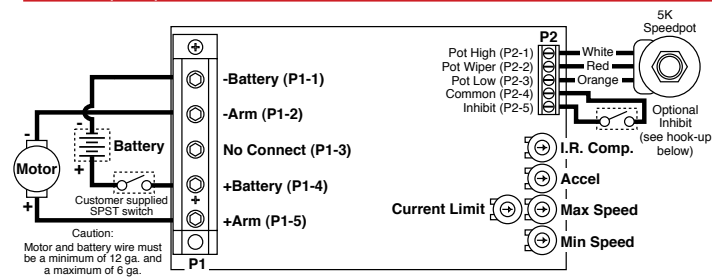 5K
Speedpot
P2
Pot High (P2-1)
White
Pot Wiper (P2-2)
Red
Pot Low (P2-3)
Orange
Common (P2-4)
Inhibit (P2-5)
Optional
Inhibit
(see hook-up
below)
-Battery (P1-1)
-Arm (P1-2)
No Connect (P1-3)
+Battery (P1-4)
+
+Arm (P1-5)
P1
-
-
Battery
Motor
+
+
Customer supplied
SPST switch
Caution:
Motor and battery wire must
be a minimum of 12 ga. and
a maximum of 6 ga.
I.R. Comp.
Accel
Current Limit
Max Speed
Min Speed